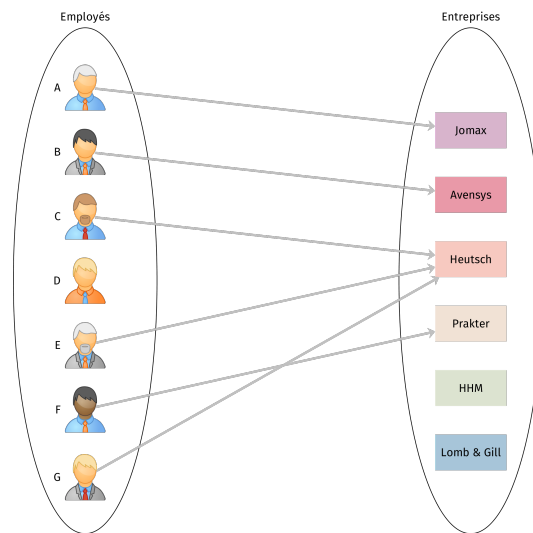 Employés
Entreprises
A
B
C
D
E
F
G
Jomax
Avensys
Heutsch
Prakter
HHM
Lomb & Gill